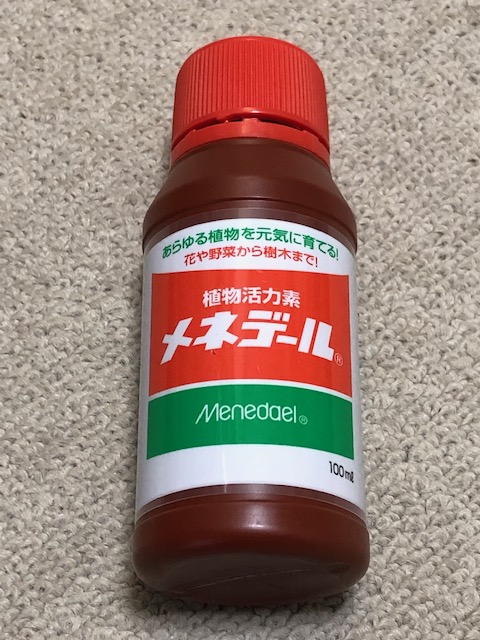 あらゆる植物を元気に育てる!
花や野菜から樹木まで!
植物活力素
メネデール®
Menedael®
100mℓ